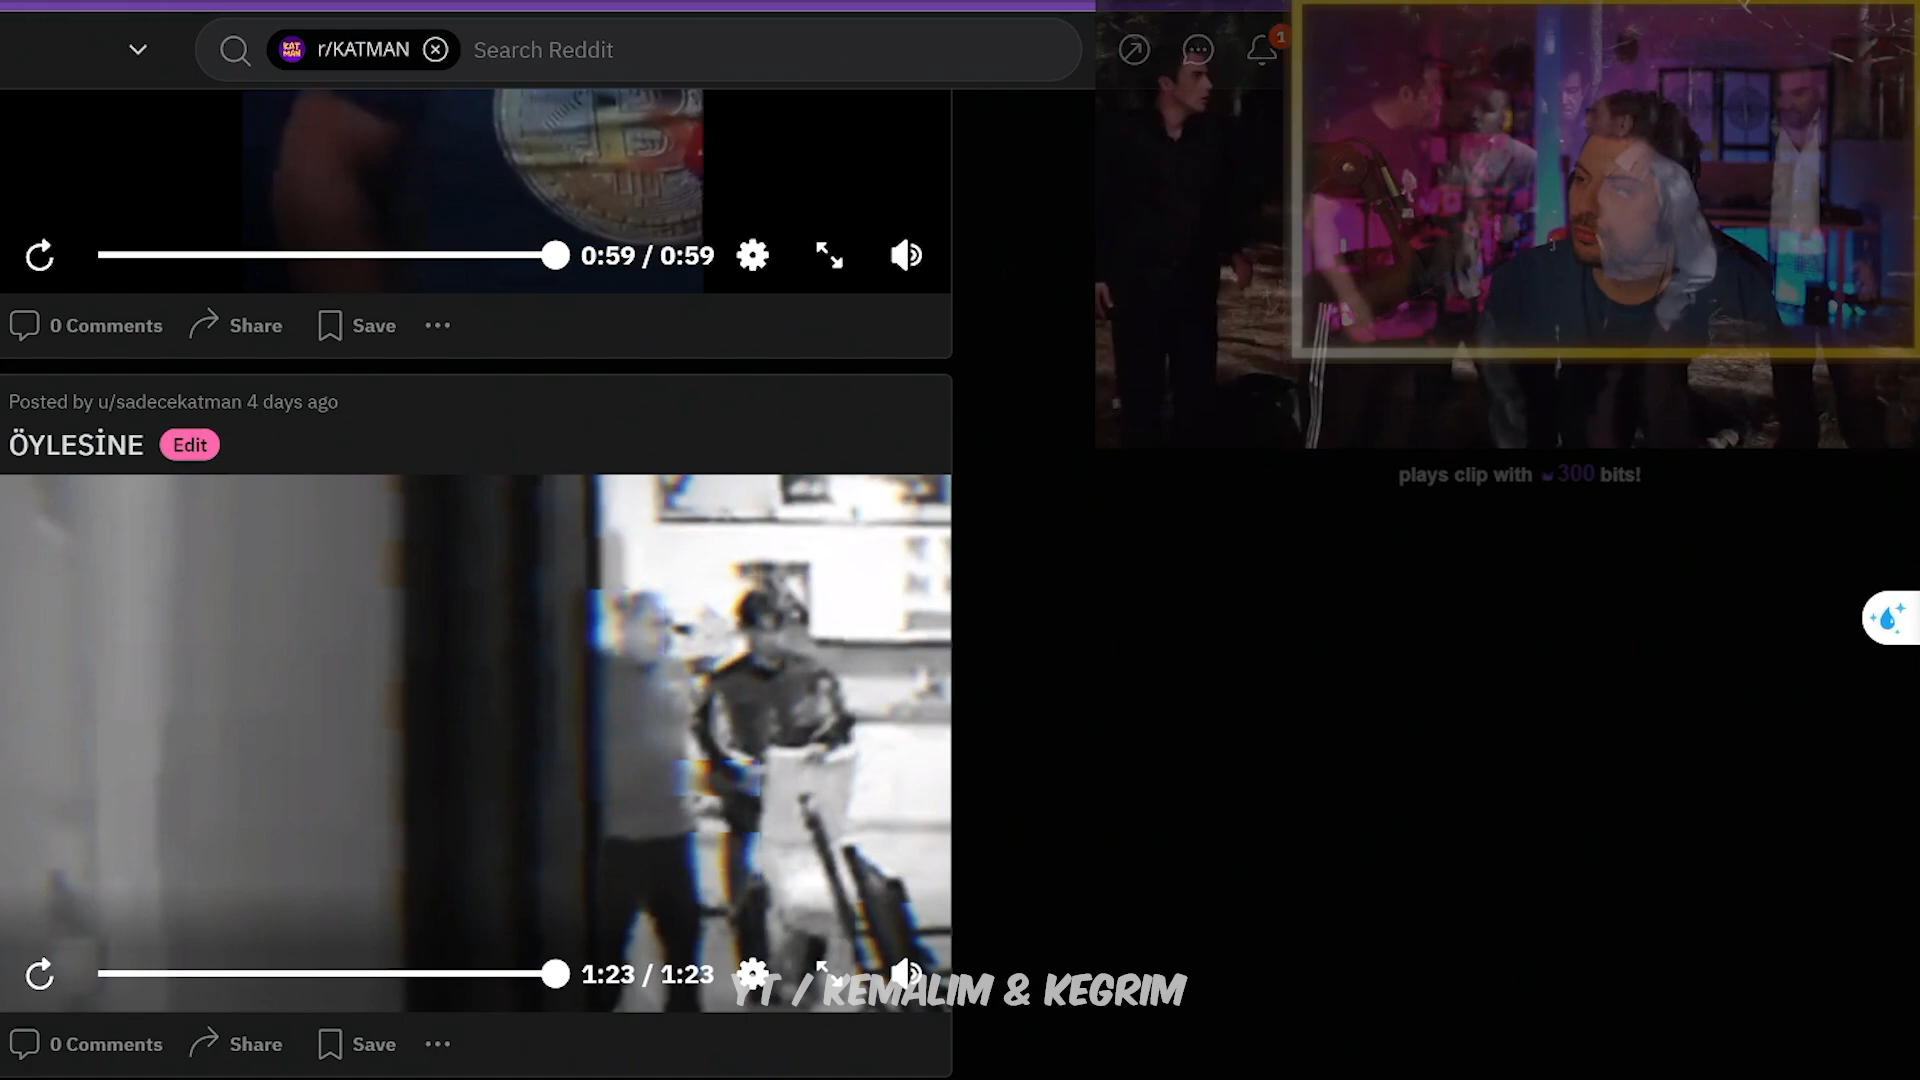 r/KATMAN
Search Reddit
1
0:59 / 0:59
0 Comments
Share
Save
Posted by u/sadecekatman 4 days ago
ÖYLESİNE
Edit
plays clip with 300 bits!
1:23 / 1:23
YT / KEMALIM & KEGRIM
0 Comments
Share
Save